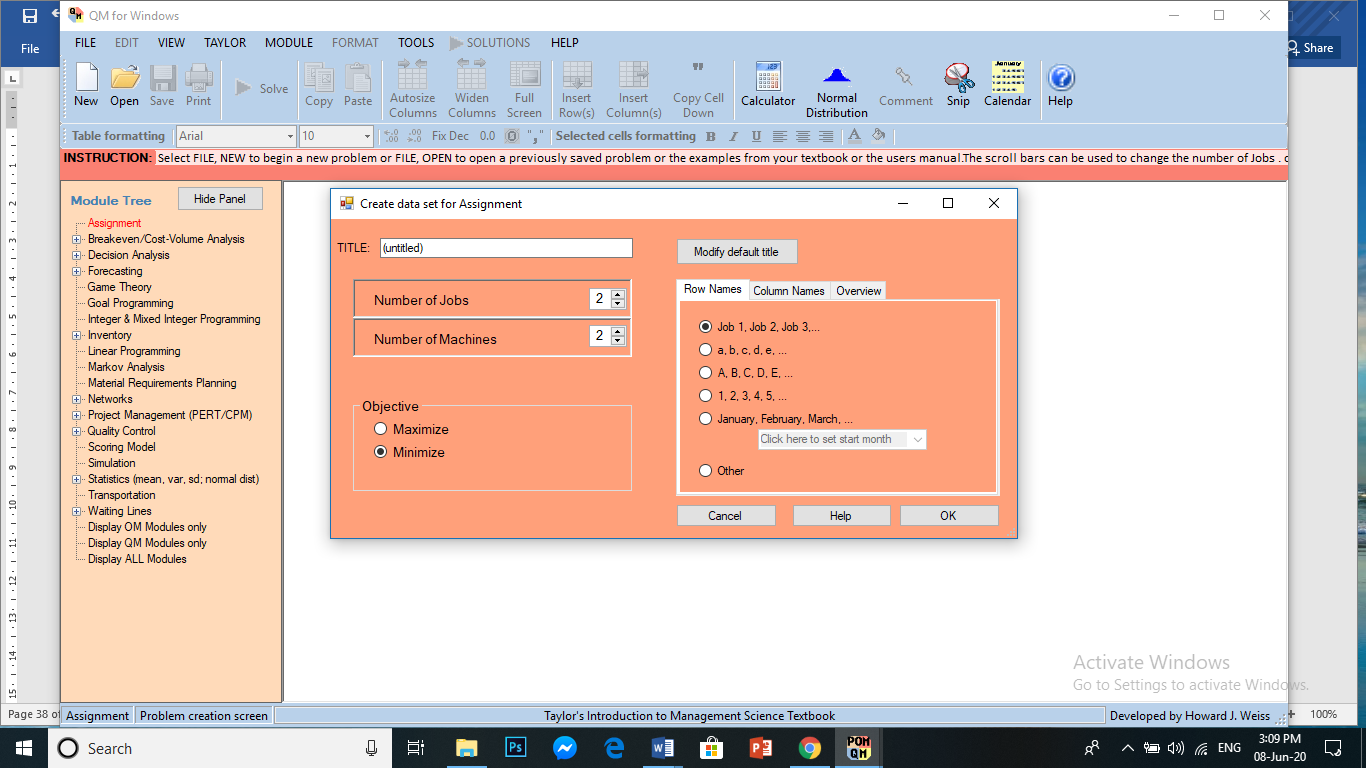 File
Share
QM for Windows
FILE EDIT VIEW TAYLOR MODULE FORMAT TOOLS SOLUTIONS HELP
New Open Save Print Solve Copy Paste Autosize Columns Widen Columns Full Screen Insert Row(s) Insert Column(s) Copy Cell Down Calculator Normal Distribution Comment Snip January Calendar Help
Table formatting Arial 10 Fix Dec 0.0 "," Selected cells formatting B I U A
INSTRUCTION: Select FILE, NEW to begin a new problem or FILE, OPEN to open a previously saved problem or the examples from your textbook or the users manual.The scroll bars can be used to change the number of Jobs .
Module Tree
Hide Panel
Assignment
Breakeven/Cost-Volume Analysis
Decision Analysis
Forecasting
Game Theory
Goal Programming
Integer & Mixed Integer Programming
Inventory
Linear Programming
Markov Analysis
Material Requirements Planning
Networks
Project Management (PERT/CPM)
Quality Control
Scoring Model
Simulation
Statistics (mean, var, sd; normal dist)
Transportation
Waiting Lines
Display OM Modules only
Display QM Modules only
Display ALL Modules
Create data set for Assignment
TITLE: (untitled)
Modify default title
Number of Jobs 2
Number of Machines 2
Objective
Maximize
Minimize
Row Names Column Names Overview
Job 1, Job 2, Job 3,...
a, b, c, d, e, ...
A, B, C, D, E, ...
1, 2, 3, 4, 5, ...
January, February, March, ...
Click here to set start month
Other
Cancel Help OK
Activate Windows
Go to Settings to activate Windows.
Page 38 of
Assignment Problem creation screen Taylor's Introduction to Management Science Textbook Developed by Howard J. Weiss
100%
Search
Ps
POM QM
ENG
3:09 PM
08-Jun-20